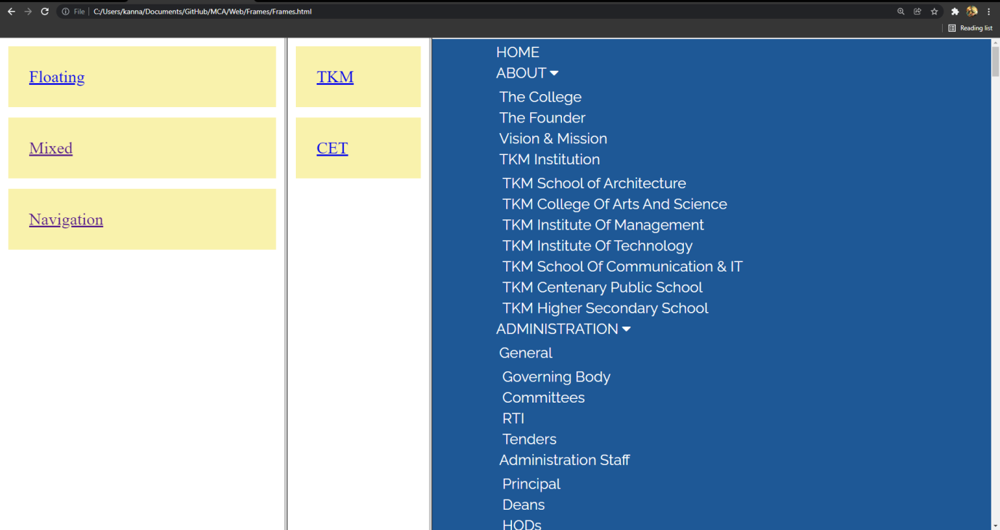 File C:/Users/kanna/Documents/GitHub/MCA/Web/Frames/Frames.html
Reading list
Floating
Mixed
Navigation
TKM
CET
HOME
ABOUT
The College
The Founder
Vision & Mission
TKM Institution
TKM School of Architecture
TKM College Of Arts And Science
TKM Institute Of Management
TKM Institute Of Technology
TKM School Of Communication & IT
TKM Centenary Public School
TKM Higher Secondary School
ADMINISTRATION
General
Governing Body
Committees
RTI
Tenders
Administration Staff
Principal
Deans
HODs